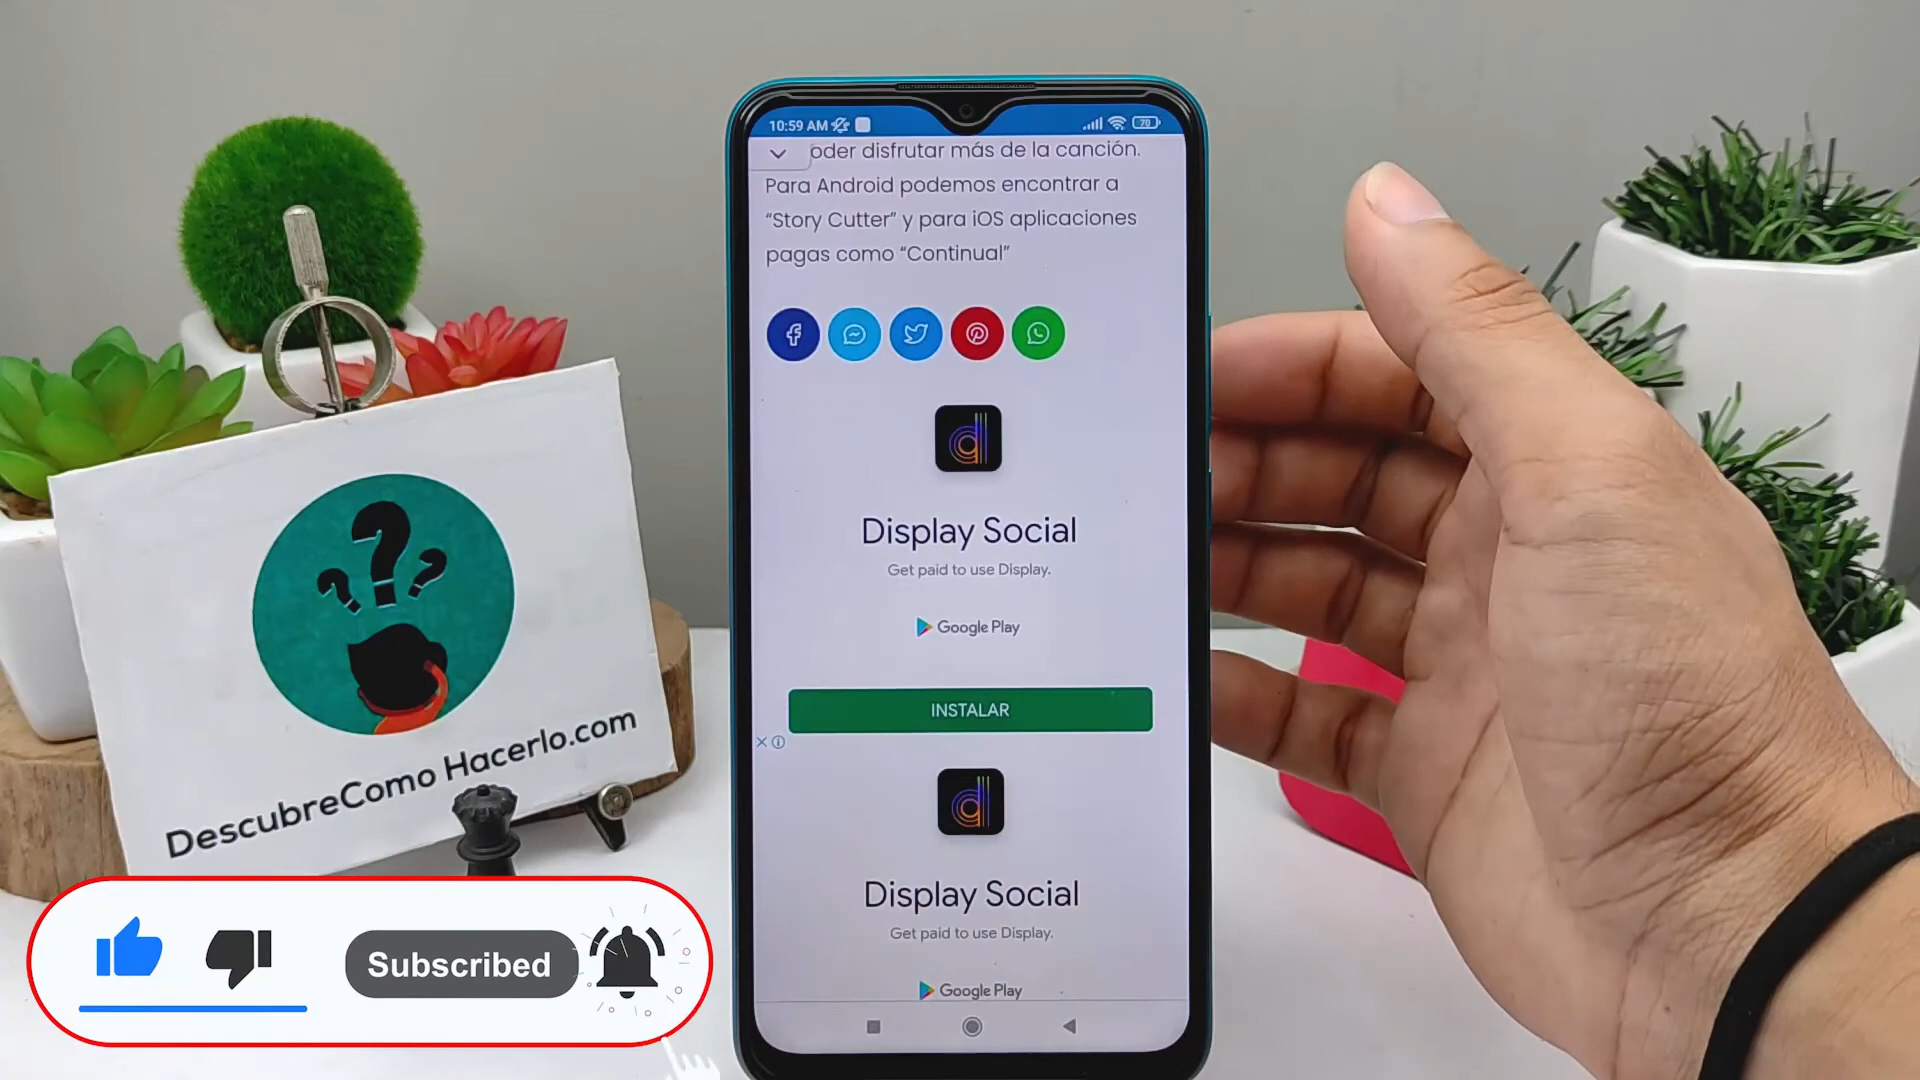 10:59 AM
70
oder disfrutar más de la canción.
Para Android podemos encontrar a
“Story Cutter” y para iOS aplicaciones
pagas como “Continual”
Display Social
Get paid to use Display.
Google Play
INSTALAR
Display Social
Get paid to use Display.
Google Play
???
DescubreComo Hacerlo.com
Subscribed